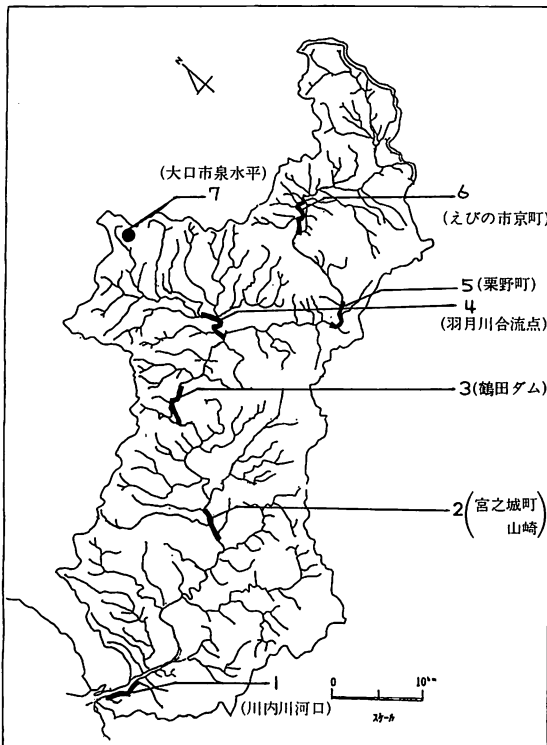 N
(大口市泉水平)
7
6
(えびの市京町)
5(栗野町)
4
(羽月川合流点)
3(鶴田ダム)
2(宮之城町
山崎)
1
(川内川河口)
0 10km
スケール